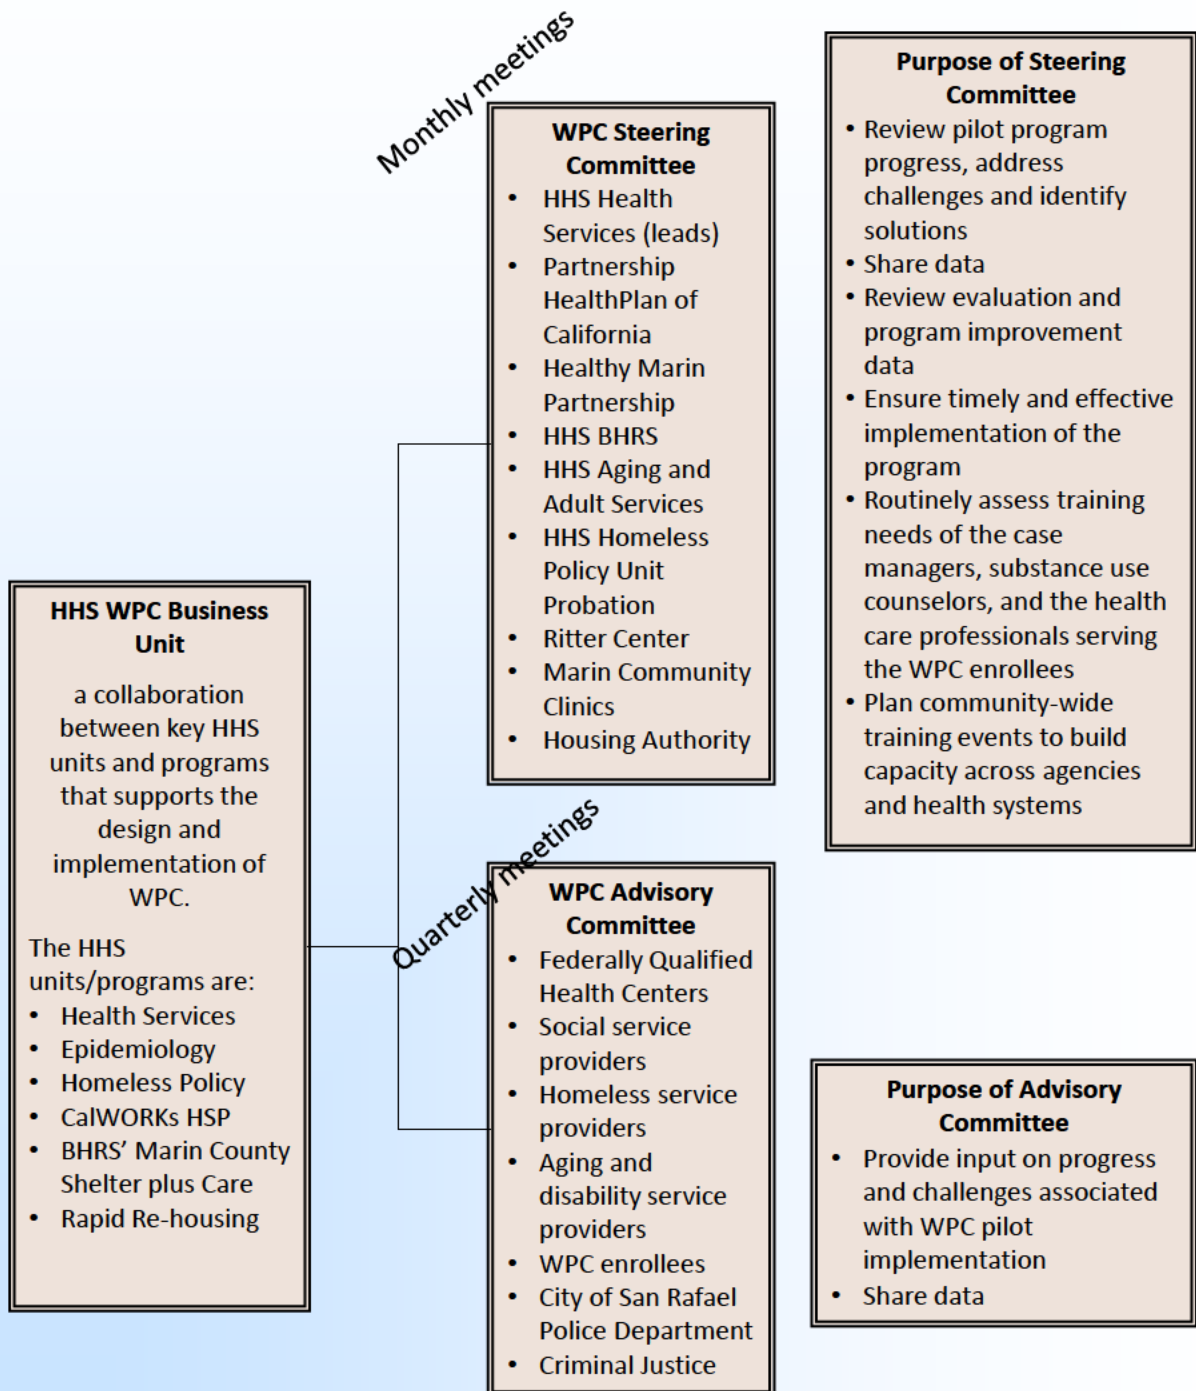 Monthly meetings
WPC Steering
Committee
• HHS Health
Services (leads)
• Partnership
HealthPlan of
California
• Healthy Marin
Partnership
• HHS BHRS
• HHS Aging and
Adult Services
• HHS Homeless
Policy Unit
Probation
• Ritter Center
• Marin Community
Clinics
• Housing Authority
Purpose of Steering
Committee
• Review pilot program
progress, address
challenges and identify
solutions
• Share data
• Review evaluation and
program improvement
data
• Ensure timely and effective
implementation of the
program
• Routinely assess training
needs of the case
managers, substance use
counselors, and the health
care professionals serving
the WPC enrollees
• Plan community-wide
training events to build
capacity across agencies
and health systems
HHS WPC Business
Unit
a collaboration
between key HHS
units and programs
that supports the
design and
implementation of
WPC.
The HHS
units/programs are:
• Health Services
• Epidemiology
• Homeless Policy
• CalWORKs HSP
• BHRS’ Marin County
Shelter plus Care
• Rapid Re-housing
Quarterly meetings
WPC Advisory
Committee
• Federally Qualified
Health Centers
• Social service
providers
• Homeless service
providers
• Aging and
disability service
providers
• WPC enrollees
• City of San Rafael
Police Department
• Criminal Justice
Purpose of Advisory
Committee
• Provide input on progress
and challenges associated
with WPC pilot
implementation
• Share data